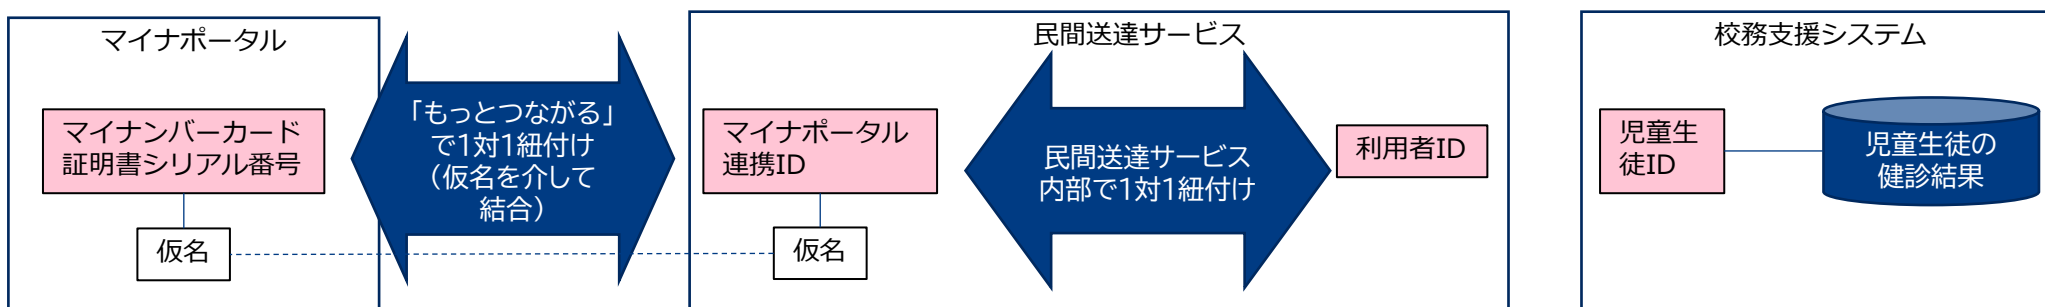 マイナポータル
マイナンバーカード
証明書シリアル番号
仮名
「もっとつながる」
で1対1紐付け
(仮名を介して
結合)
民間送達サービス
マイナポータル
連携ID
仮名
民間送達サービス
内部で1対1紐付け
利用者ID
校務支援システム
児童生
徒ID
児童生徒の
健診結果